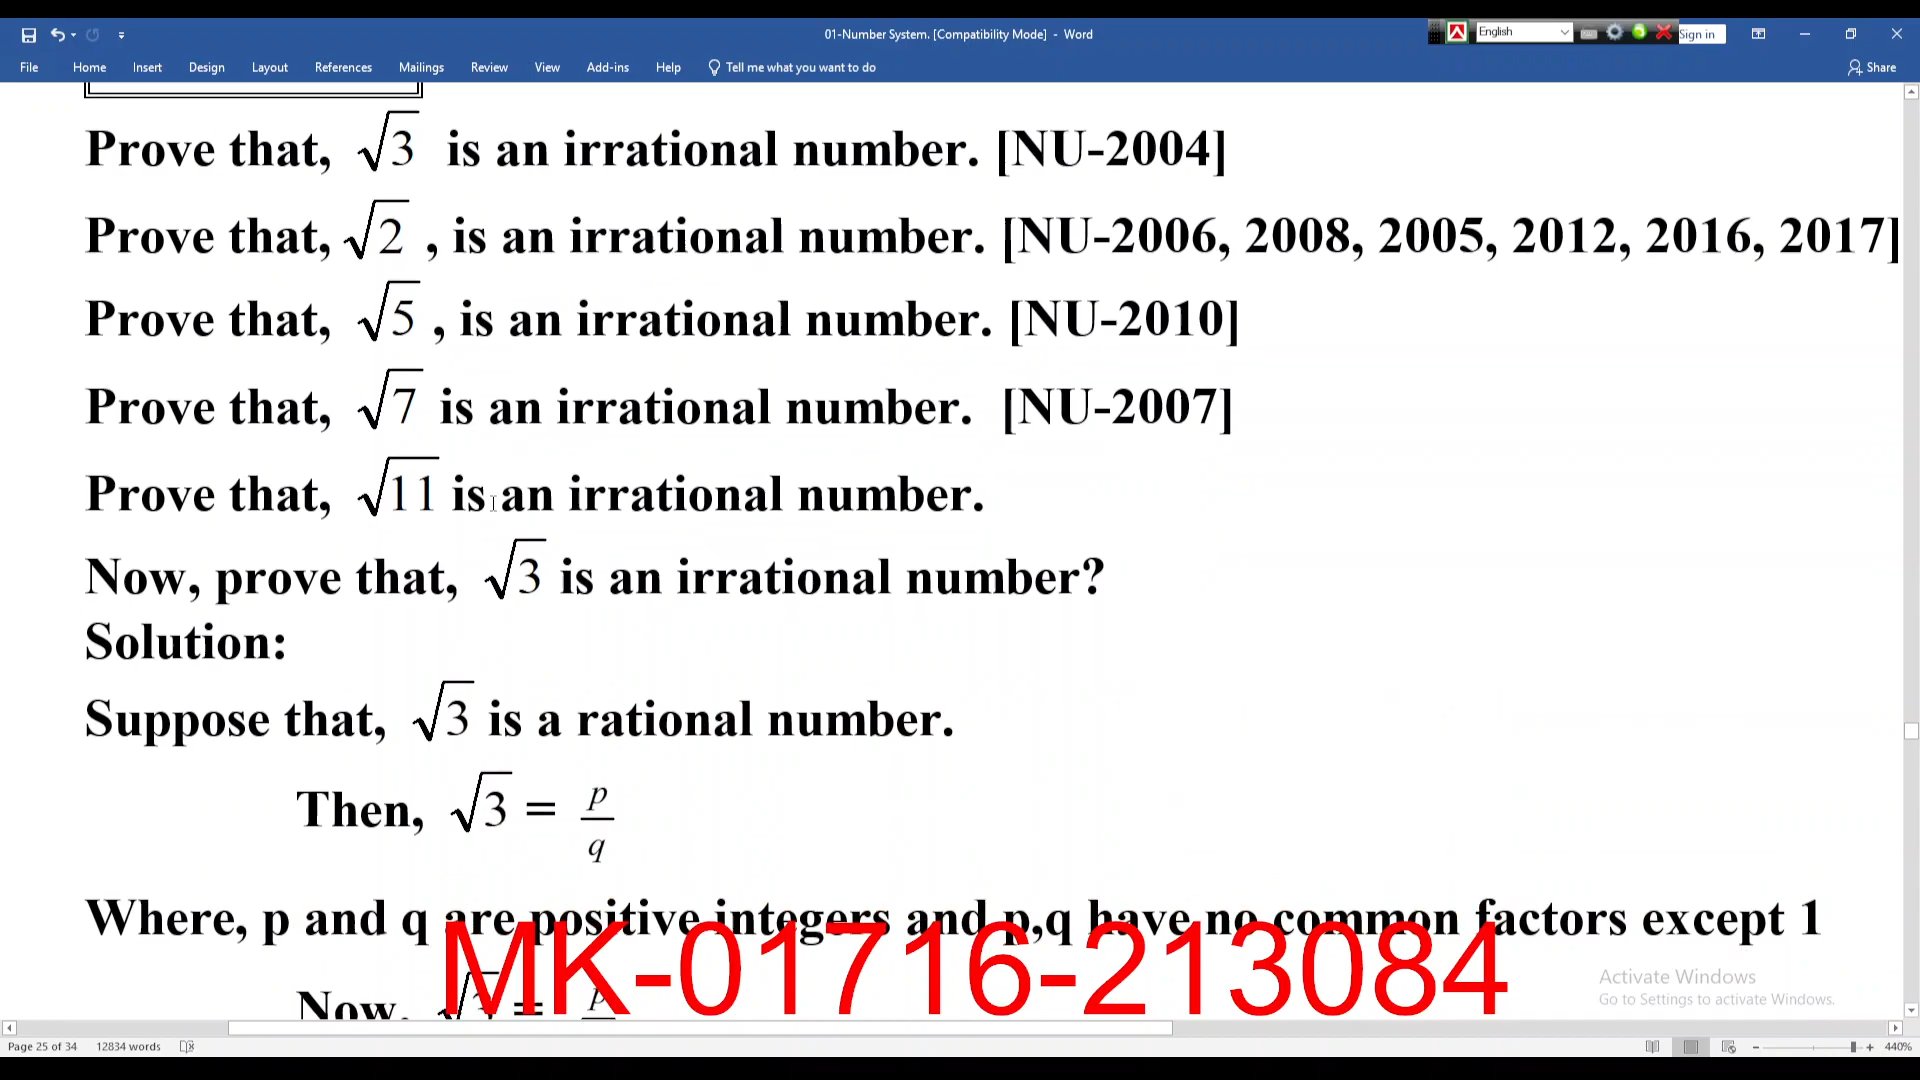 01-Number System. [Compatibility Mode] - Word
English
Sign in
File Home Insert Design Layout References Mailings Review View Add-ins Help Tell me what you want to do
Share
Prove that, √3 is an irrational number. [NU-2004]
Prove that, √2 , is an irrational number. [NU-2006, 2008, 2005, 2012, 2016, 2017]
Prove that, √5 , is an irrational number. [NU-2010]
Prove that, √7 is an irrational number. [NU-2007]
Prove that, √11 is an irrational number.
Now, prove that, √3 is an irrational number?
Solution:
Suppose that, √3 is a rational number.
Then, √3 = p/q
Where, p and q are positive integers and p,q have no common factors except 1
MK-01716-213084
Now, √3 = p
Activate Windows
Go to Settings to activate Windows.
Page 25 of 34 12834 words
440%